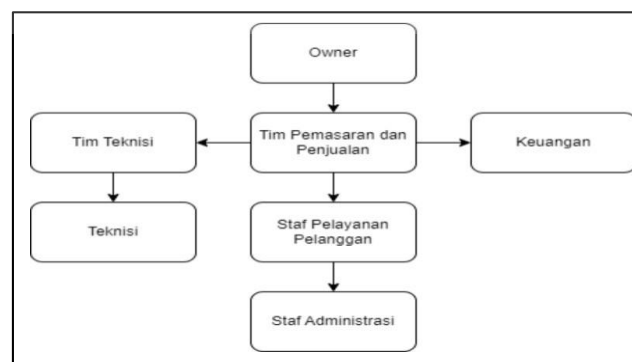 Owner
Tim Teknisi
Tim Pemasaran dan
Penjualan
Keuangan
Teknisi
Staf Pelayanan
Pelanggan
Staf Administrasi